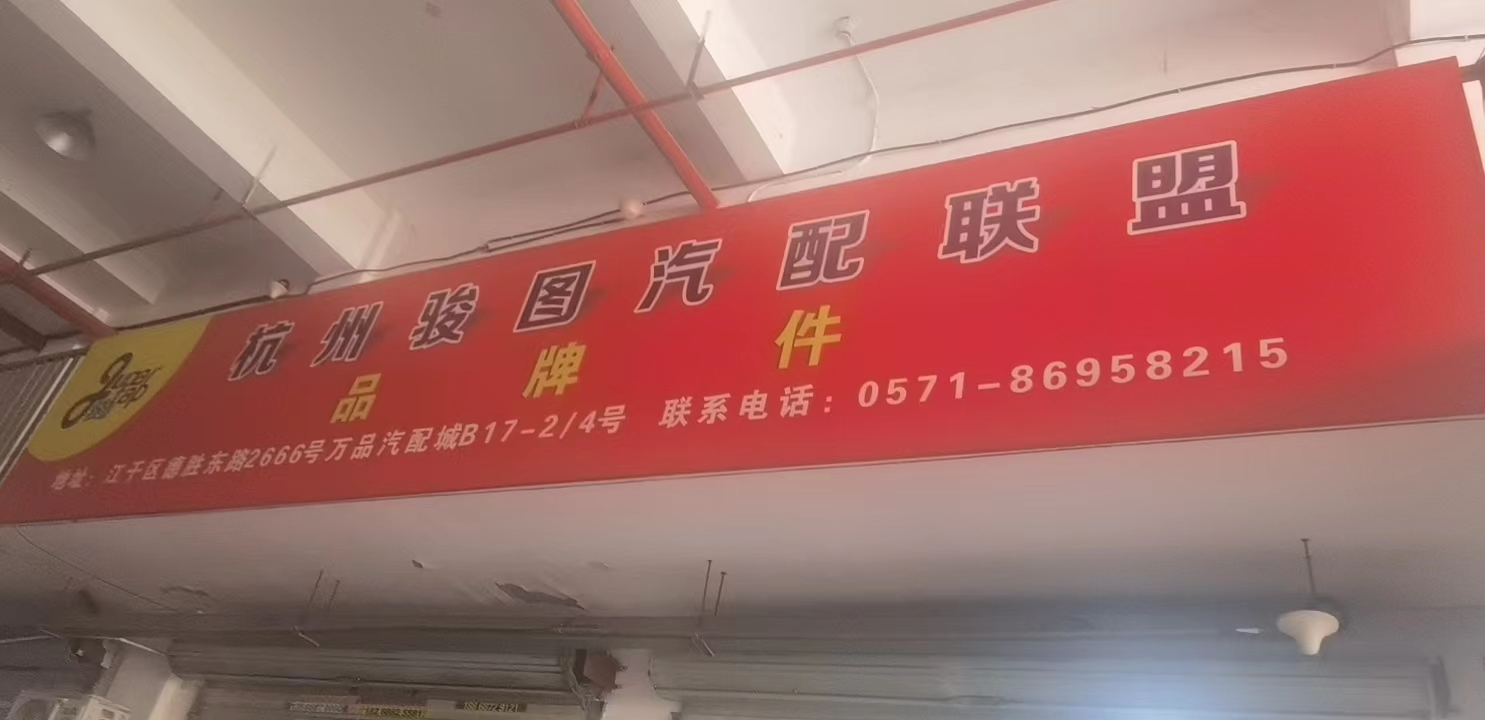 杭州骏图汽配联盟
品牌件
地址：江干区德胜东路2666号万品汽配城B17-2/4号 联系电话：0571-86958215